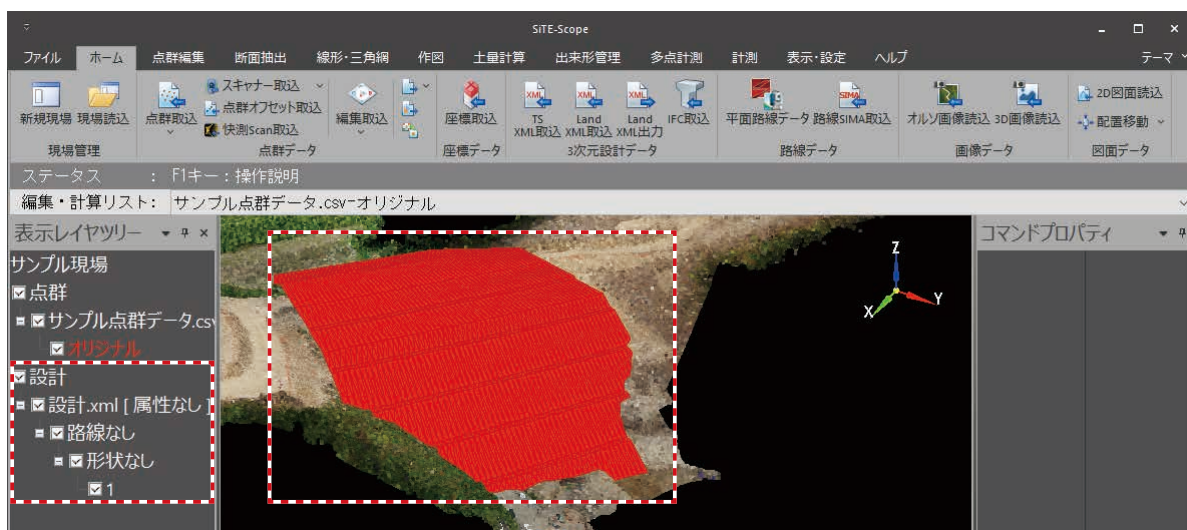 SiTE-Scope
ファイル ホーム 点群編集 断面抽出 線形・三角網 作図 土量計算 出来形管理 多点計測 計測 表示・設定 ヘルプ テーマ
新規現場 現場読込 点群取込 スキャナー取込 点群オフセット取込 快測Scan取込 編集取込 座標取込 TS XML取込 Land XML取込 Land XML出力 IFC取込 平面路線データ 路線SIMA取込 オルソ画像読込 3D画像読込 2D図面読込 配置移動
現場管理 点群データ 座標データ 3次元設計データ 路線データ 画像データ 図面データ
ステータス : F1キー:操作説明
編集・計算リスト: サンプル点群データ.csv-オリジナル
表示レイヤツリー
サンプル現場
点群
サンプル点群データ.csv
オリジナル
設計
設計.xml [ 属性なし ]
路線なし
形状なし
1
Z
Y
X
コマンドプロパティ